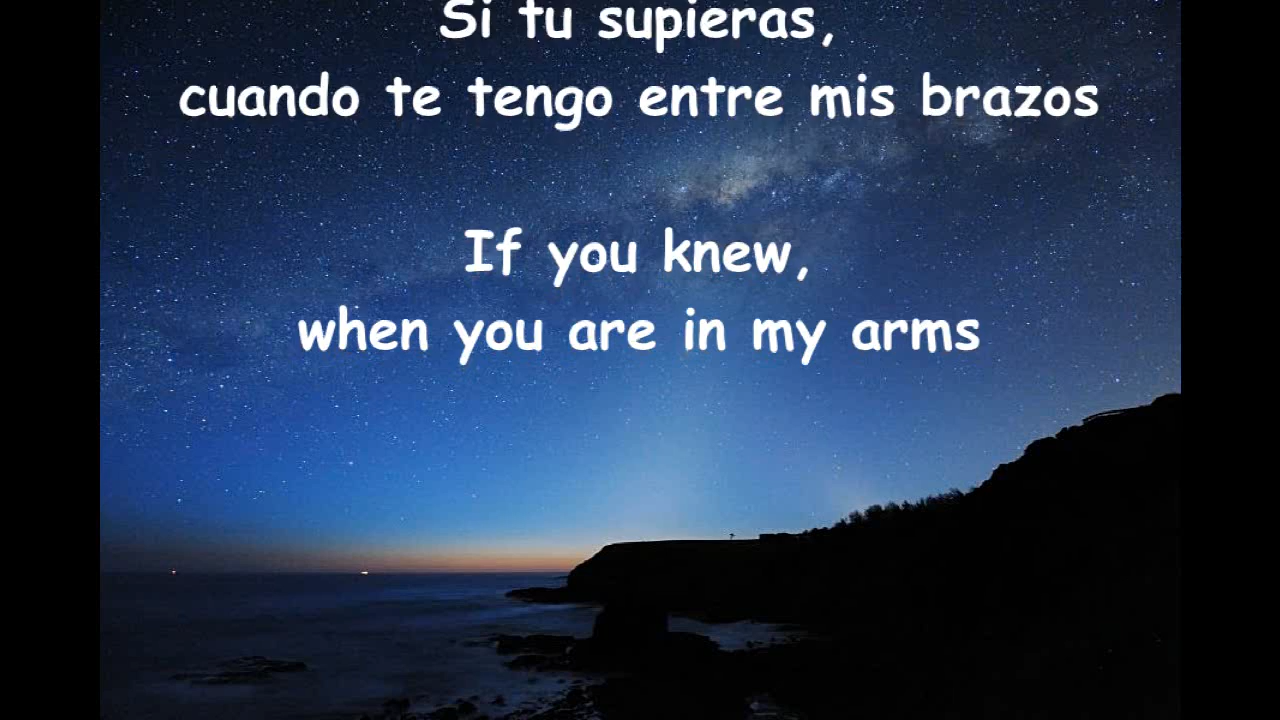 Si tu supieras,
cuando te tengo entre mis brazos
If you knew,
when you are in my arms